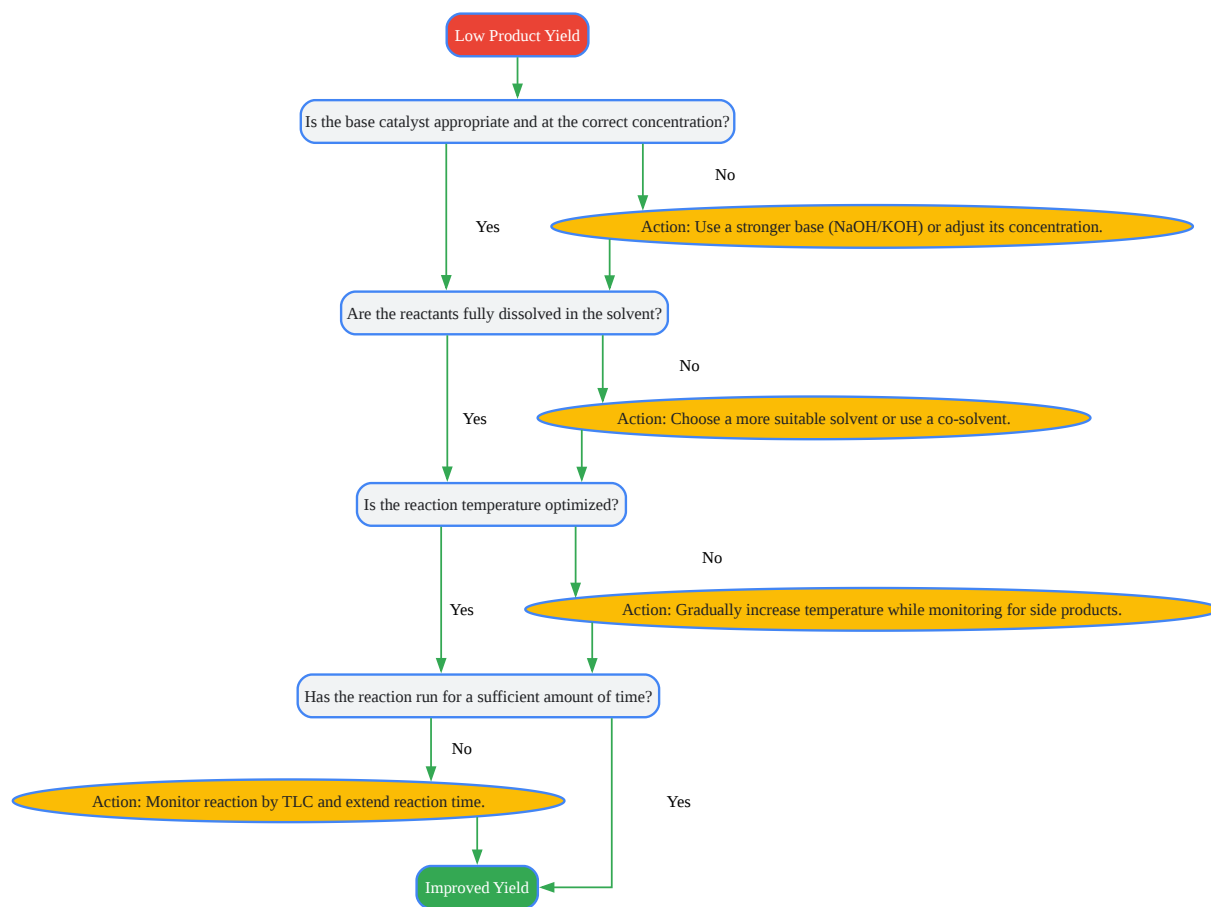 Low Product Yield
Is the base catalyst appropriate and at the correct concentration?
No
Yes
Action: Use a stronger base (NaOH/KOH) or adjust its concentration.
Are the reactants fully dissolved in the solvent?
No
Yes
Action: Choose a more suitable solvent or use a co-solvent.
Is the reaction temperature optimized?
No
Yes
Action: Gradually increase temperature while monitoring for side products.
Has the reaction run for a sufficient amount of time?
No
Action: Monitor reaction by TLC and extend reaction time.
Yes
Improved Yield